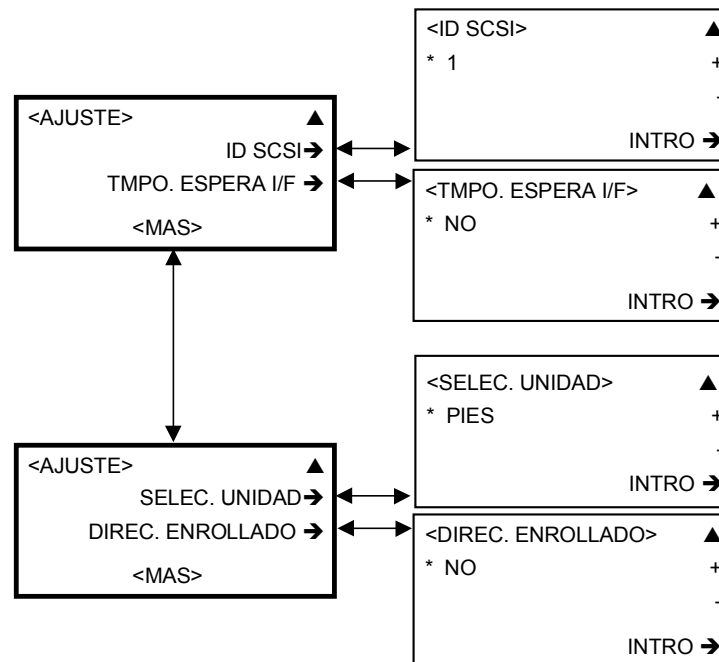 <ID SCSI> ▲
* 1 +
-
INTRO ➔
<AJUSTE> ▲
ID SCSI➔
TMPO. ESPERA I/F ➔
<MAS>
<TMPO. ESPERA I/F> ▲
* NO +
-
INTRO ➔
<SELEC. UNIDAD> ▲
* PIES +
-
INTRO ➔
<AJUSTE> ▲
SELEC. UNIDAD➔
DIREC. ENROLLADO ➔
<MAS>
<DIREC. ENROLLADO> ▲
* NO +
-
INTRO ➔